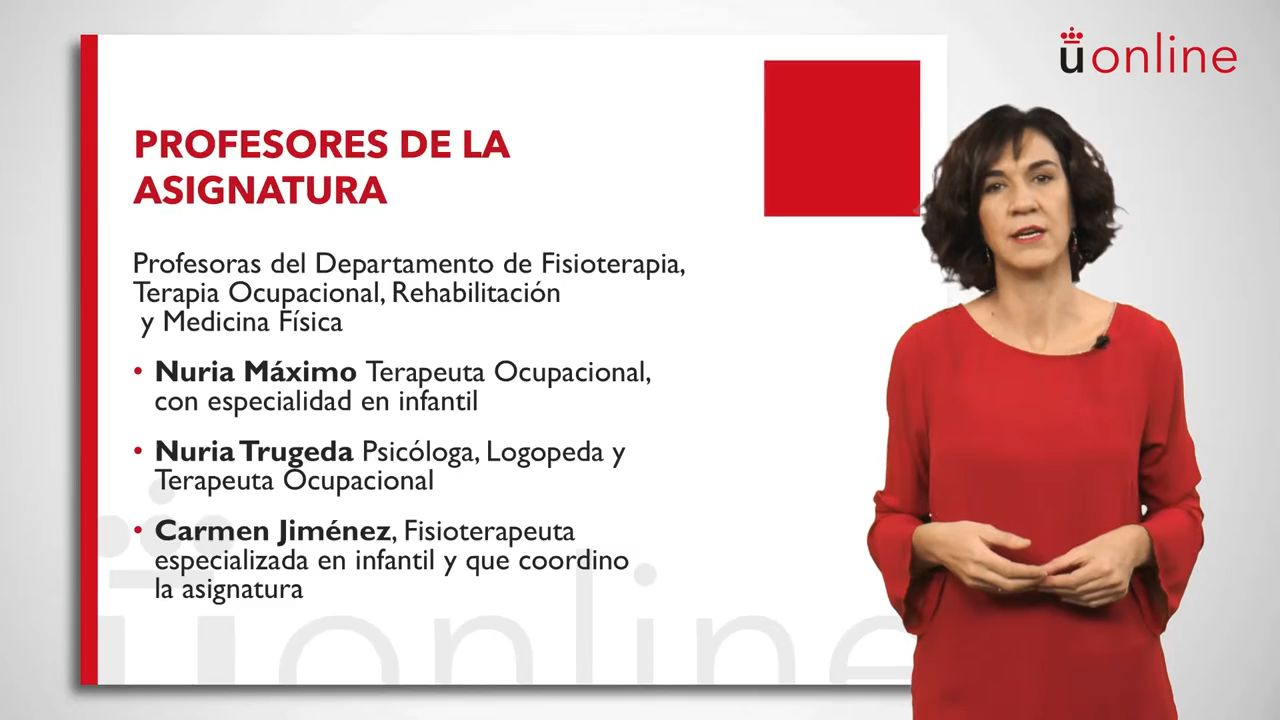 uonline
PROFESORES DE LA
ASIGNATURA
Profesoras del Departamento de Fisioterapia,
Terapia Ocupacional, Rehabilitación
y Medicina Física
• Nuria Máximo Terapeuta Ocupacional,
con especialidad en infantil
• Nuria Trugeda Psicóloga, Logopeda y
Terapeuta Ocupacional
• Carmen Jiménez, Fisioterapeuta
especializada en infantil y que coordino
la asignatura
uonline